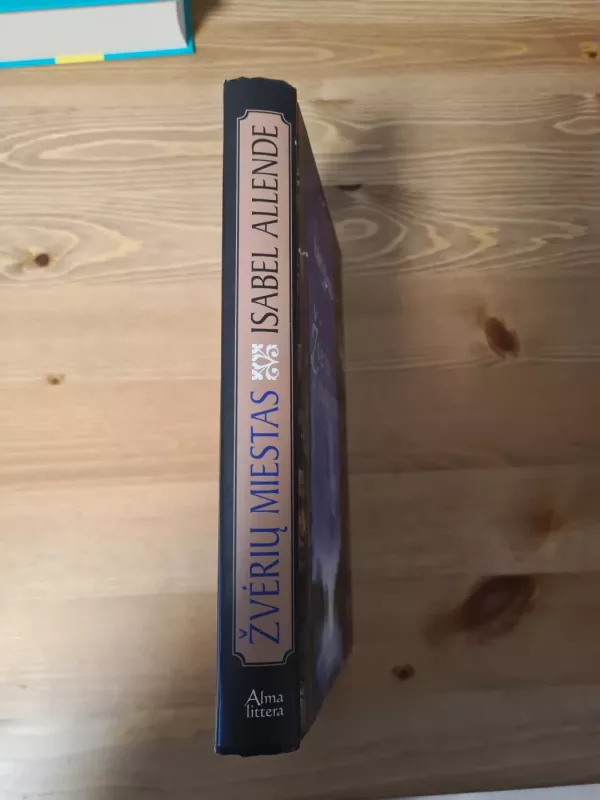 ŽVĖRIŲ MIESTAS ISABEL ALLENDE
Alma
littera